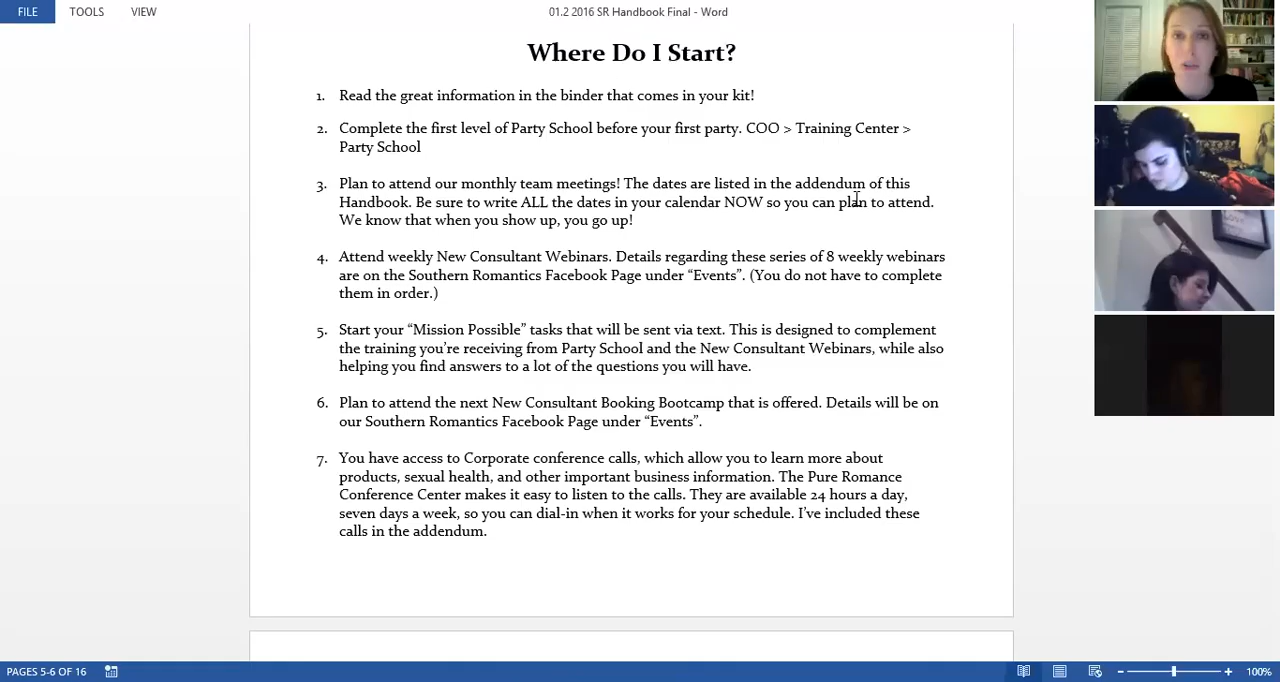 FILE TOOLS VIEW 01.2 2016 SR Handbook Final - Word
Where Do I Start?
1. Read the great information in the binder that comes in your kit!
2. Complete the first level of Party School before your first party. COO > Training Center >
Party School
3. Plan to attend our monthly team meetings! The dates are listed in the addendum of this
Handbook. Be sure to write ALL the dates in your calendar NOW so you can plan to attend.
We know that when you show up, you go up!
4. Attend weekly New Consultant Webinars. Details regarding these series of 8 weekly webinars
are on the Southern Romantics Facebook Page under “Events”. (You do not have to complete
them in order.)
5. Start your “Mission Possible” tasks that will be sent via text. This is designed to complement
the training you’re receiving from Party School and the New Consultant Webinars, while also
helping you find answers to a lot of the questions you will have.
6. Plan to attend the next New Consultant Booking Bootcamp that is offered. Details will be on
our Southern Romantics Facebook Page under “Events”.
7. You have access to Corporate conference calls, which allow you to learn more about
products, sexual health, and other important business information. The Pure Romance
Conference Center makes it easy to listen to the calls. They are available 24 hours a day,
seven days a week, so you can dial-in when it works for your schedule. I’ve included these
calls in the addendum.
PAGES 5-6 OF 16 100%